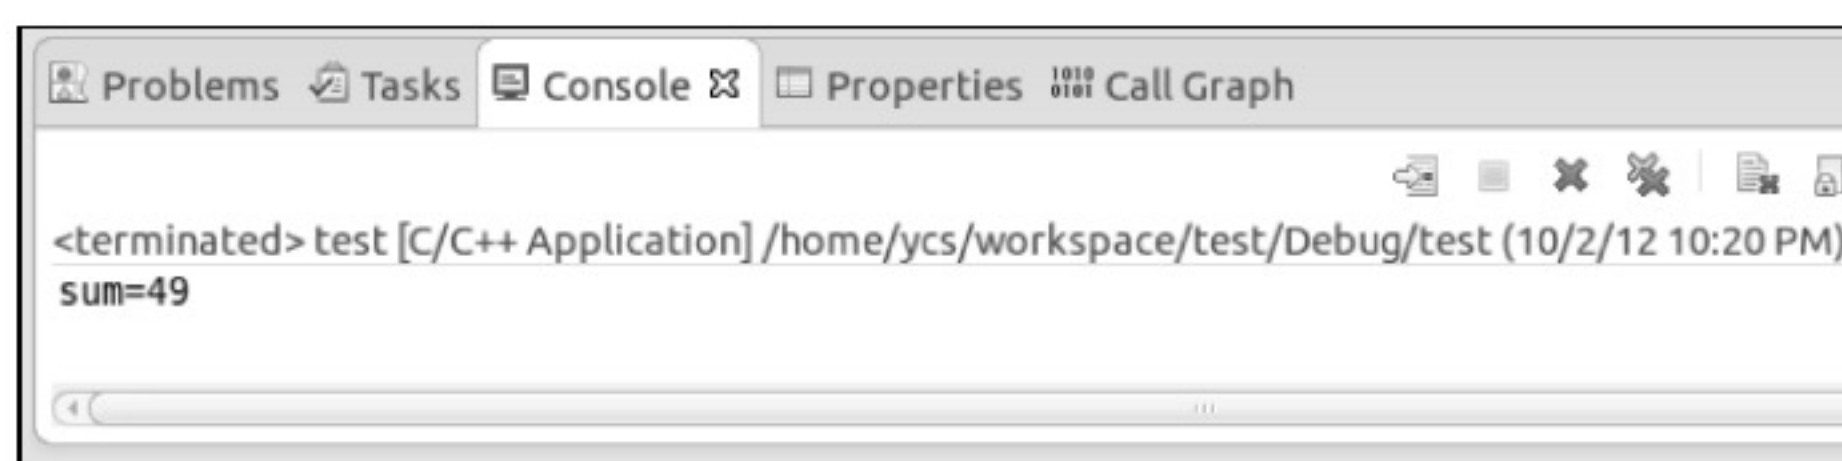 Problems Tasks Console Properties Call Graph
<terminated> test [C/C++ Application] /home/ycs/workspace/test/Debug/test (10/2/12 10:20 PM)
sum=49